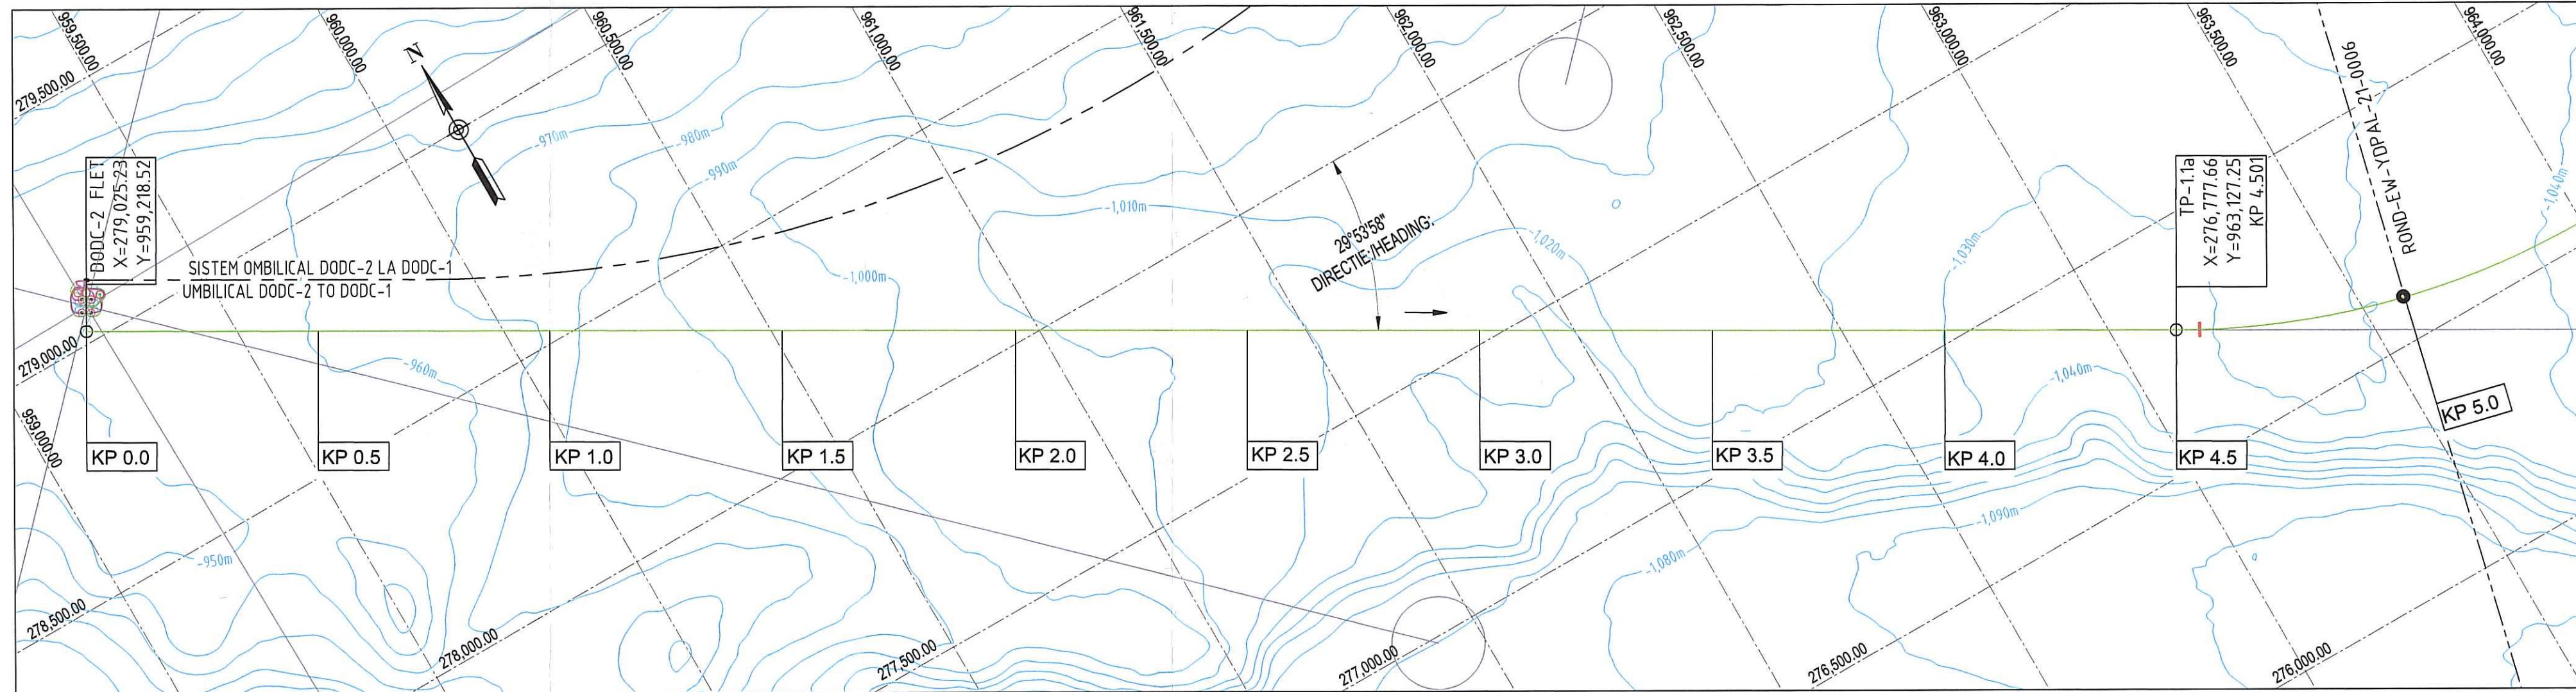 959,500.00
960,000.00
960,500.00
961,000.00
961,500.00
962,000.00
962,500.00
963,000.00
963,500.00
964,000.00
279,500.00
N
-970m
-980m
-990m
-1,010m
DODC-2 FLET
X=279,025.23
Y=959,218.52
SISTEM OMBILICAL DODC-2 LA DODC-1
UMBILICAL DODC-2 TO DODC-1
-1,000m
29°53'58"
DIRECTIE:/HEADING:
-1,020m
-1,030m
TP-1.1a
X=276,777.66
Y=963,127.25
KP 4.501
ROND-EW-YDPAL-21-0006
-1,040m
279,000.00
-960m
-1,040m
959,000.00
KP 0.0
KP 0.5
KP 1.0
KP 1.5
KP 2.0
KP 2.5
KP 3.0
KP 3.5
KP 4.0
KP 4.5
KP 5.0
-950m
-1,080m
-1,090m
278,500.00
278,000.00
277,500.00
277,000.00
276,500.00
276,000.00